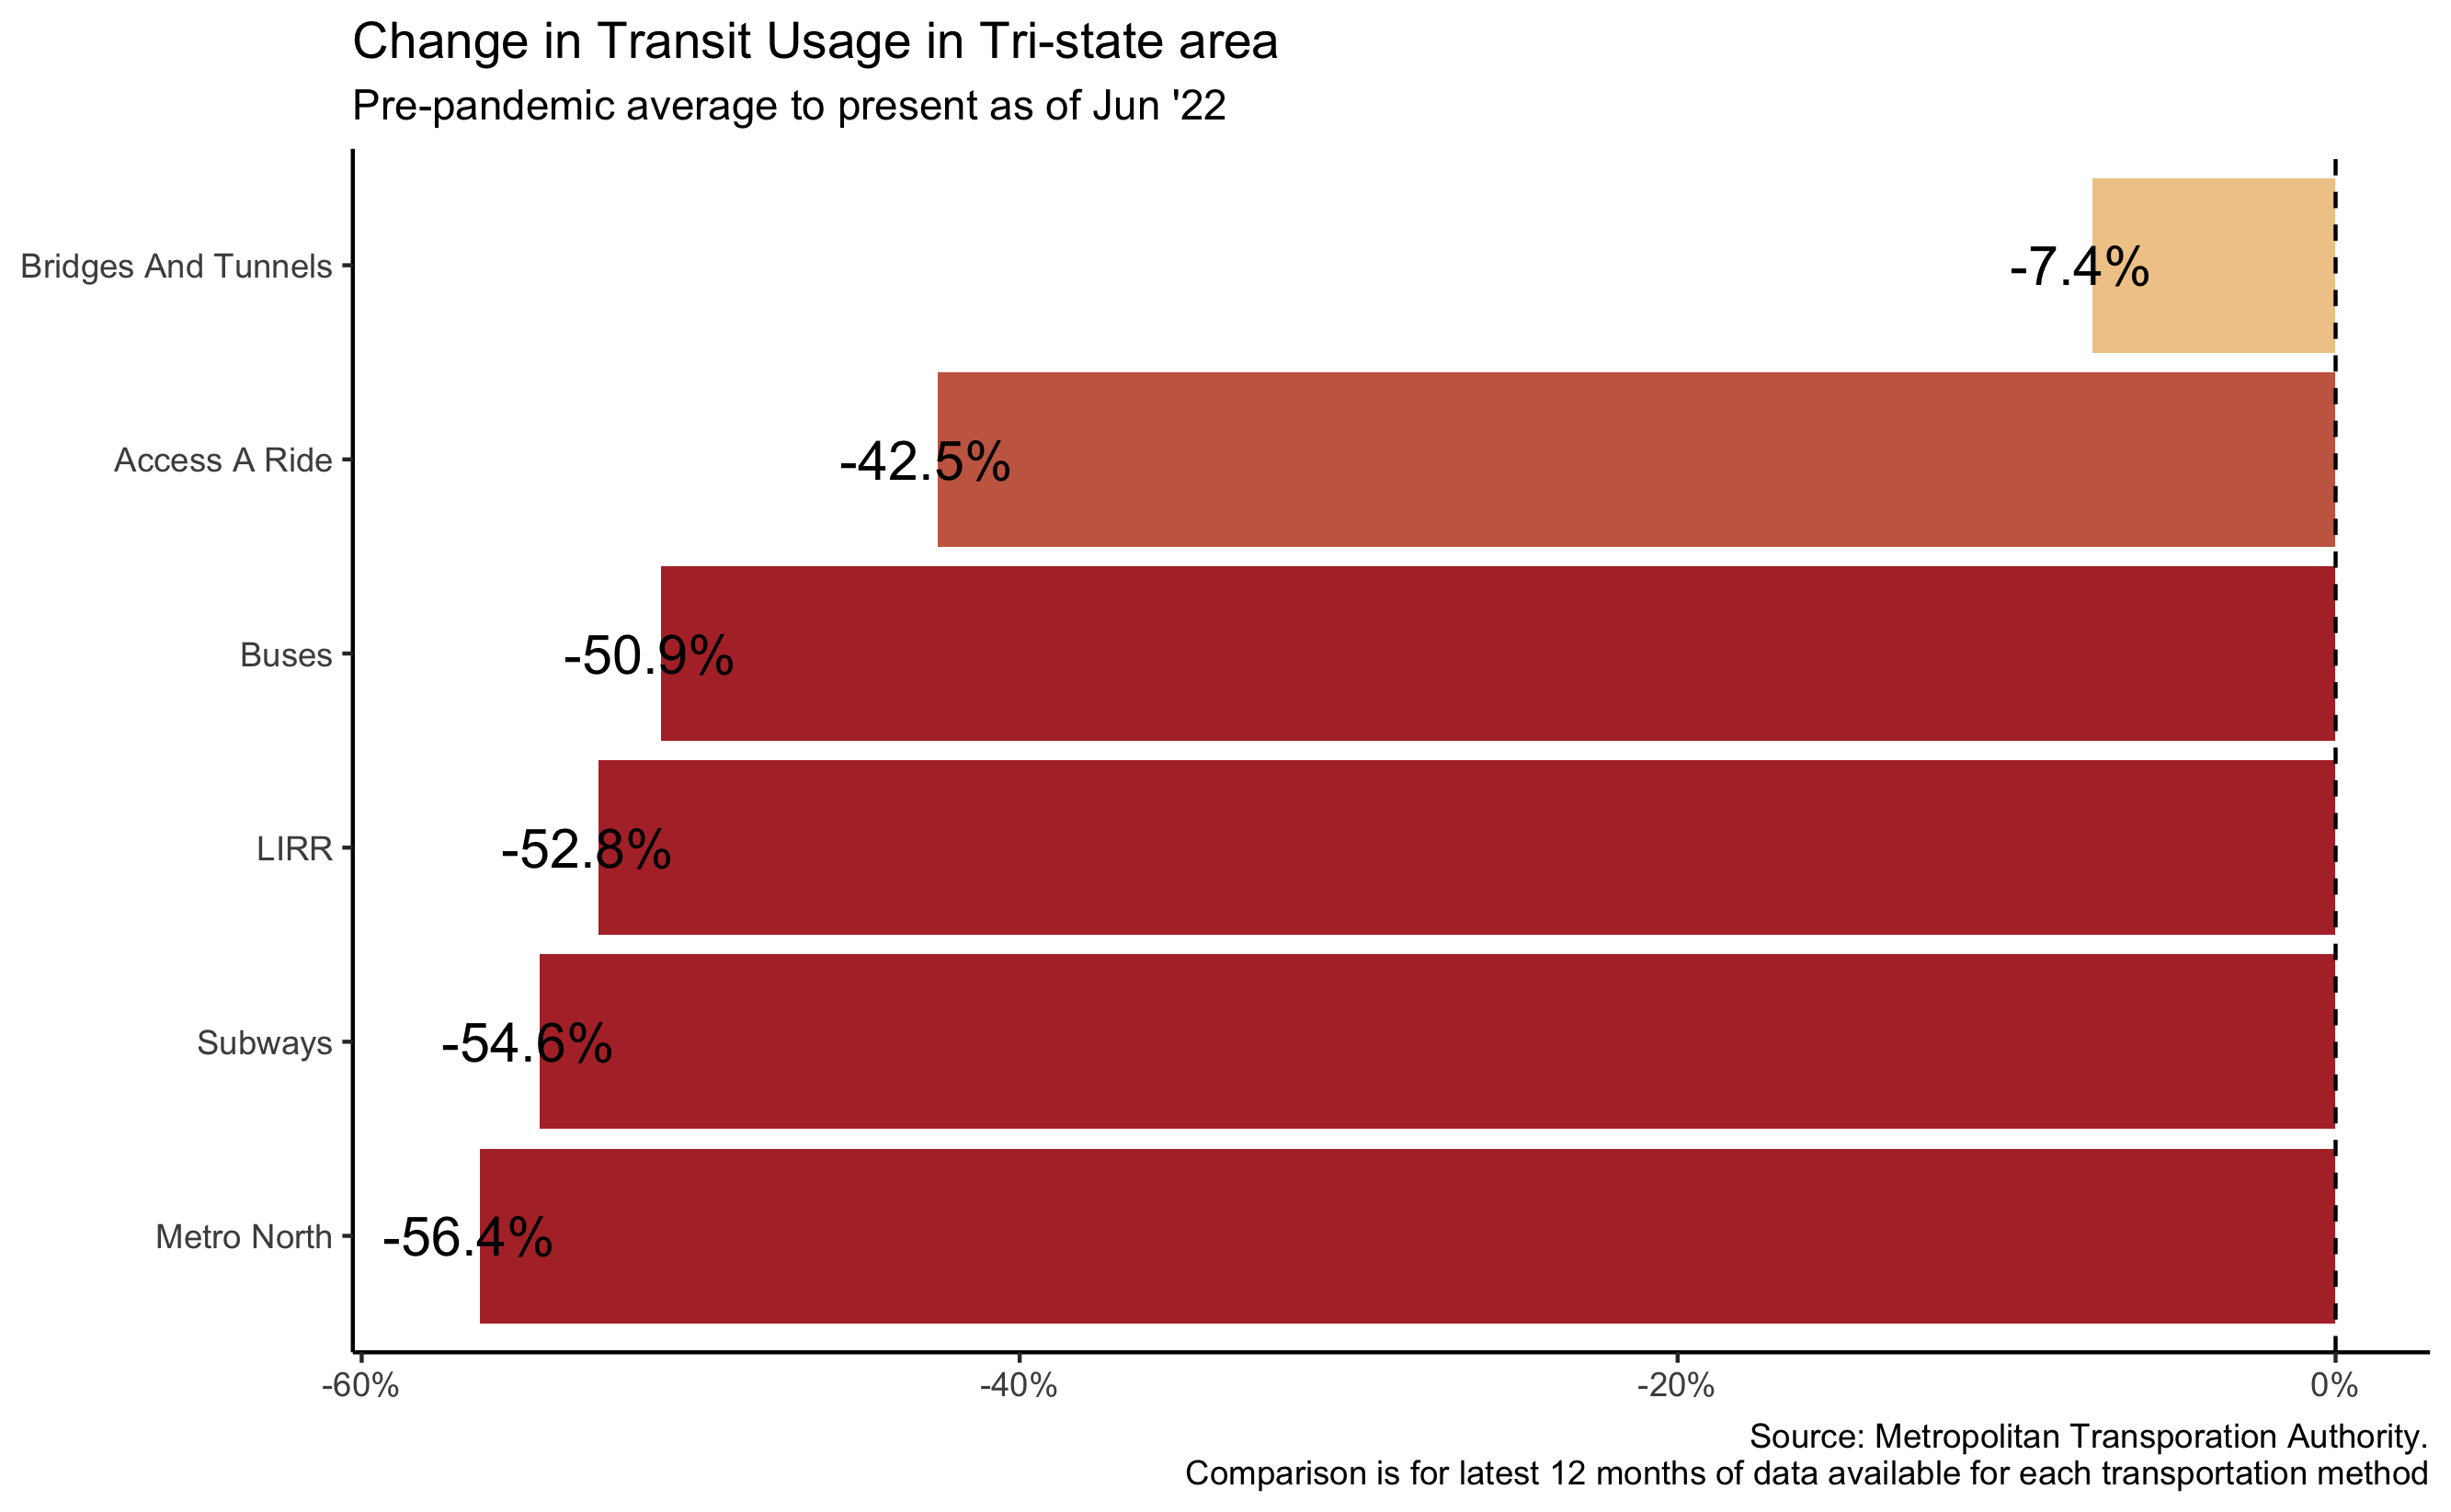 Change in Transit Usage in Tri-state area
Pre-pandemic average to present as of Jun '22
Bridges And Tunnels
-7.4%
Access A Ride
-42.5%
Buses
-50.9%
LIRR
-52.8%
Subways
-54.6%
Metro North
-56.4%
-60% -40% -20% 0%
Source: Metropolitan Transporation Authority.
Comparison is for latest 12 months of data available for each transportation method